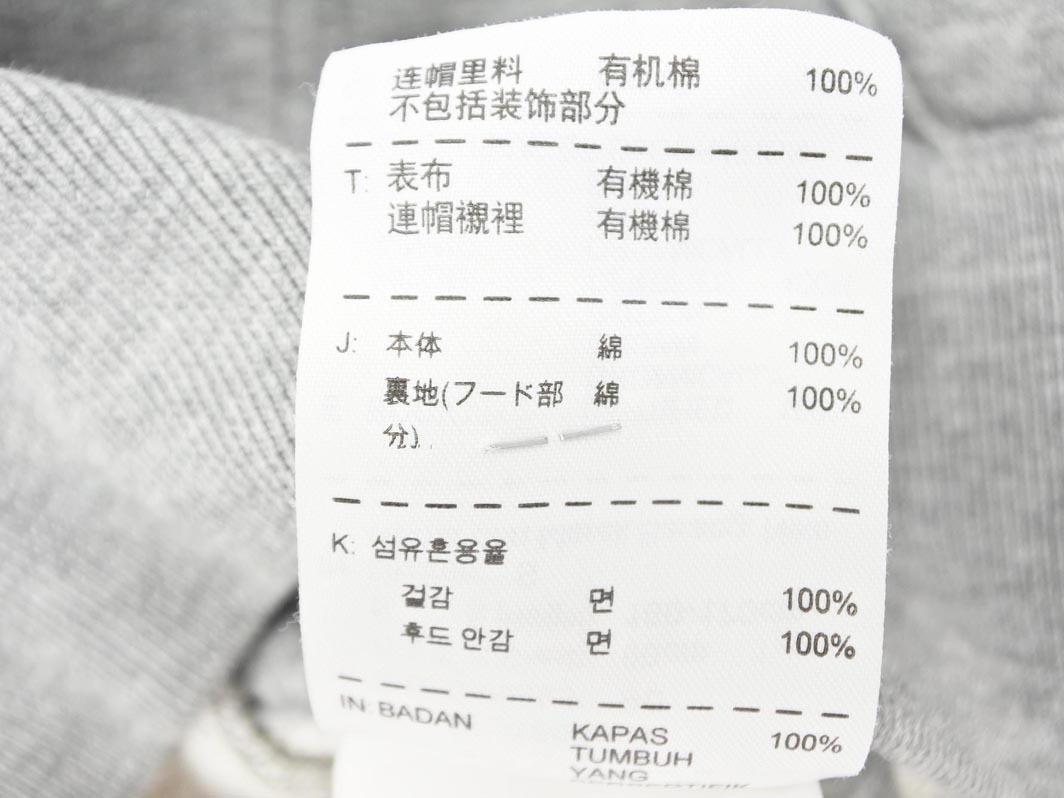 连帽里料 有机棉 100%
不包括装饰部分
T: 表布 有機棉 100%
連帽襯裡 有機棉 100%
J: 本体 綿 100%
裏地(フード部 綿 100%
分)
K: 섬유혼용율
겉감 면 100%
후드 안감 면 100%
IN: BADAN KAPAS 100%
TUMBUH
YANG